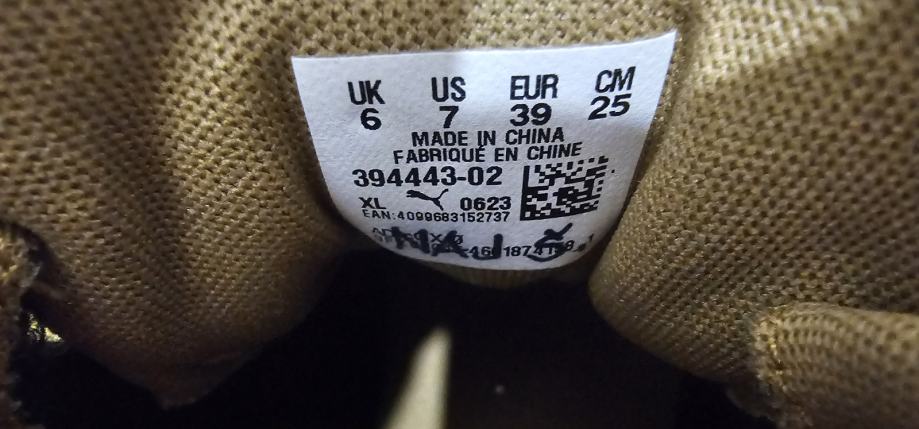 UK US EUR CM
6 7 39 25
MADE IN CHINA
FABRIQUÉ EN CHINE
394443-02
XL 0623
EAN:4099683152737